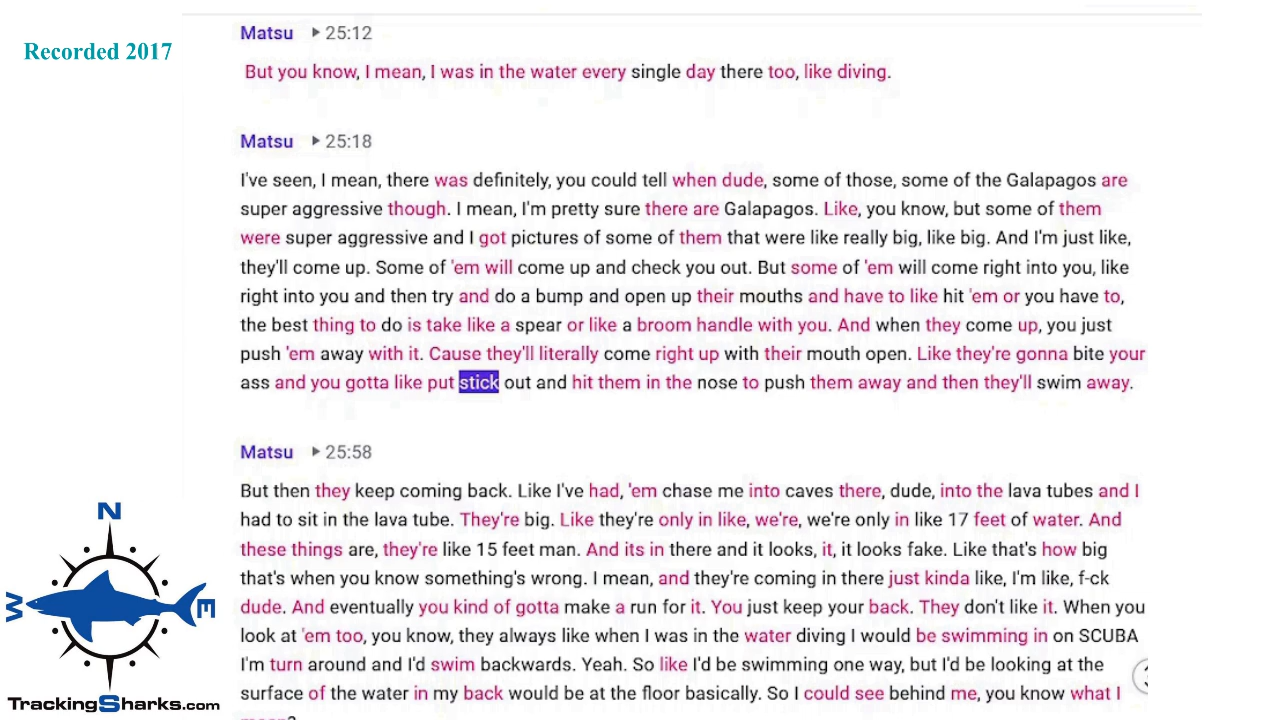 Recorded 2017
Matsu 25:12
But you know, I mean, I was in the water every single day there too, like diving.
Matsu 25:18
I've seen, I mean, there was definitely, you could tell when dude, some of those, some of the Galapagos are
super aggressive though. I mean, I'm pretty sure there are Galapagos. Like, you know, but some of them
were super aggressive and I got pictures of some of them that were like really big, like big. And I'm just like,
they'll come up. Some of 'em will come up and check you out. But some of 'em will come right into you, like
right into you and then try and do a bump and open up their mouths and have to like hit 'em or you have to,
the best thing to do is take like a spear or like a broom handle with you. And when they come up, you just
push 'em away with it. Cause they'll literally come right up with their mouth open. Like they're gonna bite your
ass and you gotta like put stick out and hit them in the nose to push them away and then they'll swim away.
Matsu 25:58
But then they keep coming back. Like I've had, 'em chase me into caves there, dude, into the lava tubes and I
had to sit in the lava tube. They're big. Like they're only in like, we're, we're only in like 17 feet of water. And
these things are, they're like 15 feet man. And its in there and it looks, it, it looks fake. Like that's how big
that's when you know something's wrong. I mean, and they're coming in there just kinda like, I'm like, f-ck
dude. And eventually you kind of gotta make a run for it. You just keep your back. They don't like it. When you
look at 'em too, you know, they always like when I was in the water diving I would be swimming in on SCUBA
I'm turn around and I'd swim backwards. Yeah. So like I'd be swimming one way, but I'd be looking at the
surface of the water in my back would be at the floor basically. So I could see behind me, you know what I
mean?
N
W
E
TrackingSharks.com